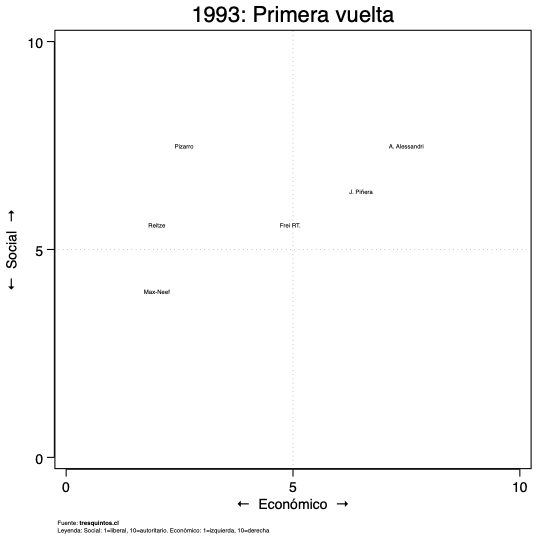 1993: Primera vuelta
10
Pizarro
A. Alessandri
J. Piñera
Reitze
Frei RT.
← Social →
5
Max-Neef
0
0
5
10
← Económico →
Fuente: tresquintos.cl
Leyenda: Social: 1=liberal, 10=autoritario. Económico: 1=izquierda, 10=derecha